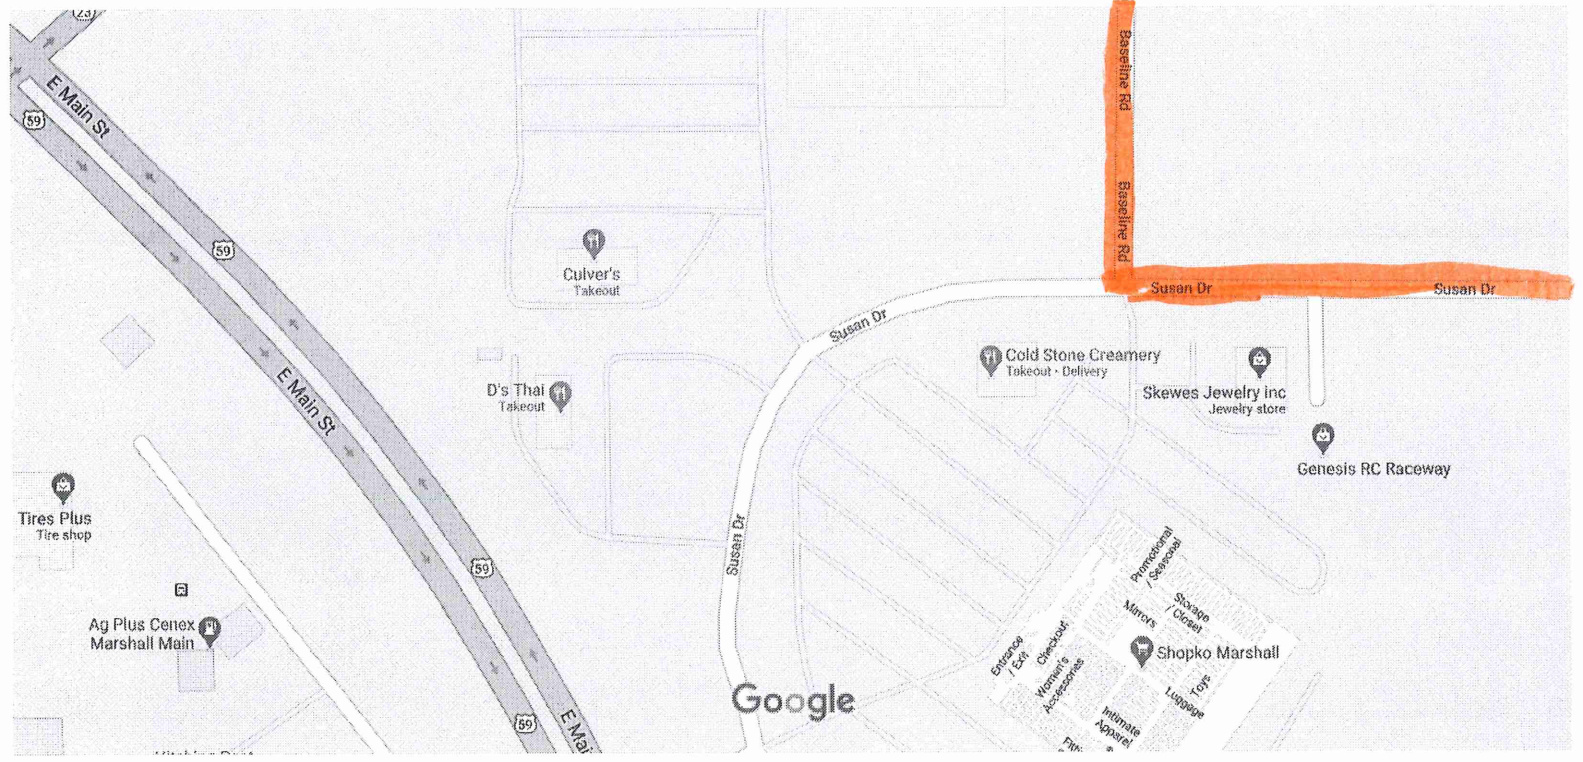 23
E Main St
59
59
Baseline Rd
Baseline Rd
Culver's
Takeout
Susan Dr
Susan Dr
Susan Dr
E Main St
D's Thai
Takeout
Cold Stone Creamery
Takeout · Delivery
Skewes Jewelry inc
Jewelry store
Genesis RC Raceway
Tires Plus
Tire shop
Susan Dr
59
Promotional
/ Seasonal
Storage
/ Closet
Mirrors
Ag Plus Cenex
Marshall Main
Entrance
/ Exit
Checkout
Women's
Accessories
Shopko Marshall
Toys
Luggage
Intimate
Apparel
Google
59
E Mai